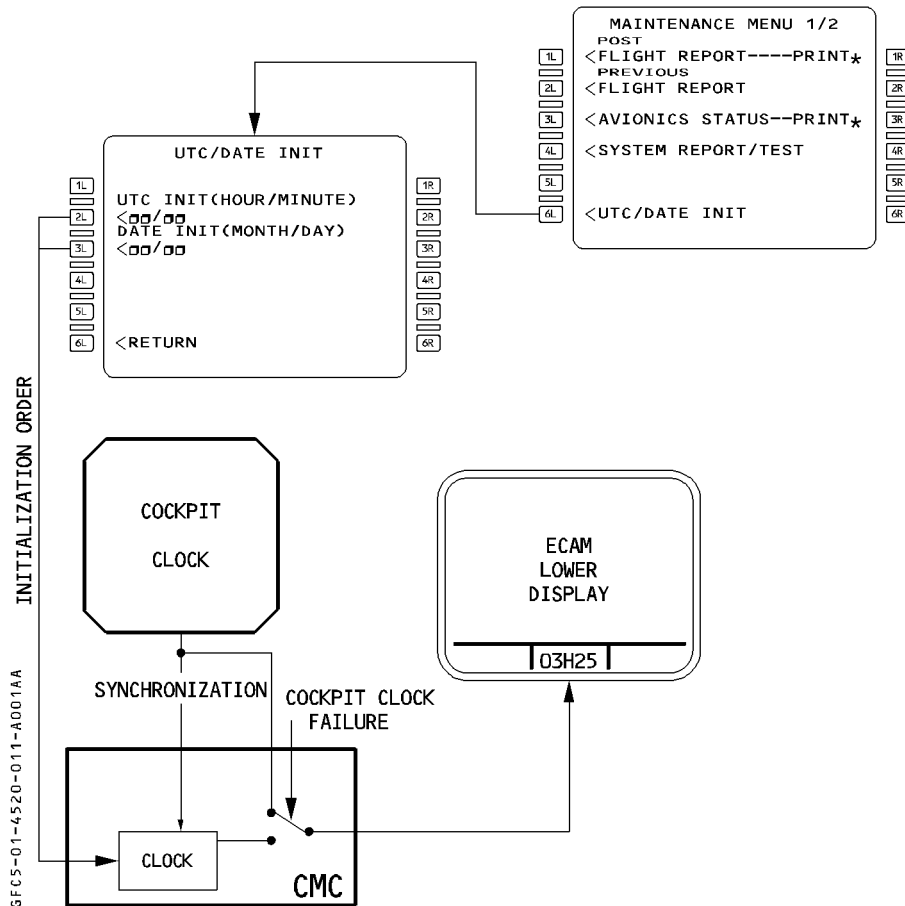 MAINTENANCE MENU 1/2
POST
<FLIGHT REPORT----PRINT*
PREVIOUS
<FLIGHT REPORT
<AVIONICS STATUS--PRINT*
<SYSTEM REPORT/TEST
<UTC/DATE INIT
1L
2L
3L
4L
5L
6L
1R
2R
3R
4R
5R
6R
UTC/DATE INIT
UTC INIT(HOUR/MINUTE)
<□□/□□
DATE INIT(MONTH/DAY)
<□□/□□
<RETURN
1L
2L
3L
4L
5L
6L
1R
2R
3R
4R
5R
6R
INITIALIZATION ORDER
COCKPIT
CLOCK
ECAM
LOWER
DISPLAY
03H25
SYNCHRONIZATION
COCKPIT CLOCK
FAILURE
CLOCK
CMC
GFC5-01-4520-011-A001AA